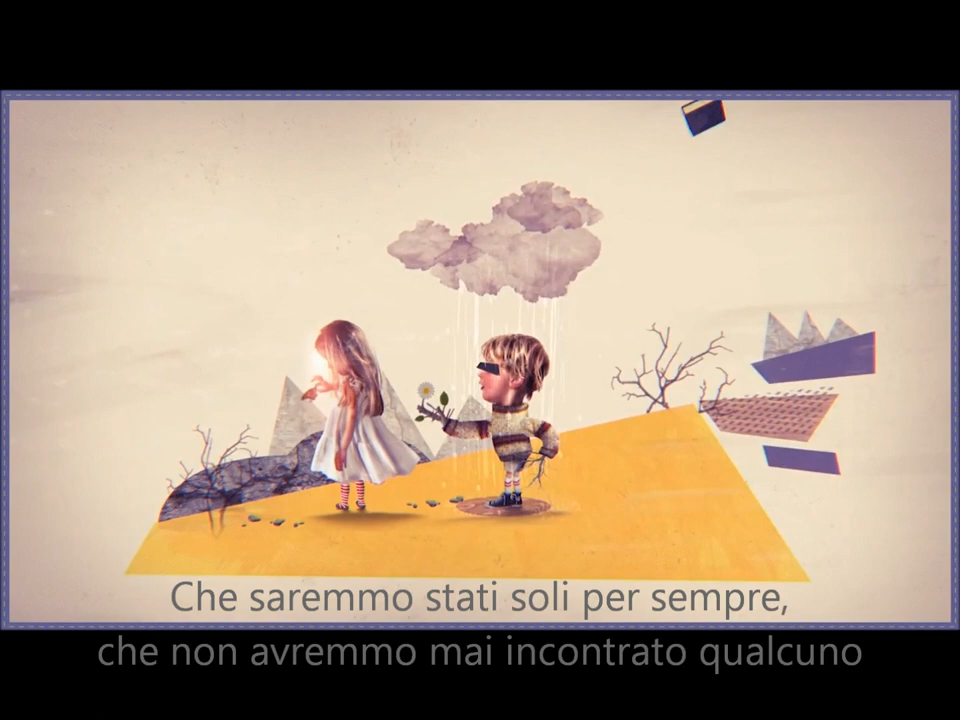 Che saremmo stati soli per sempre,
che non avremmo mai incontrato qualcuno